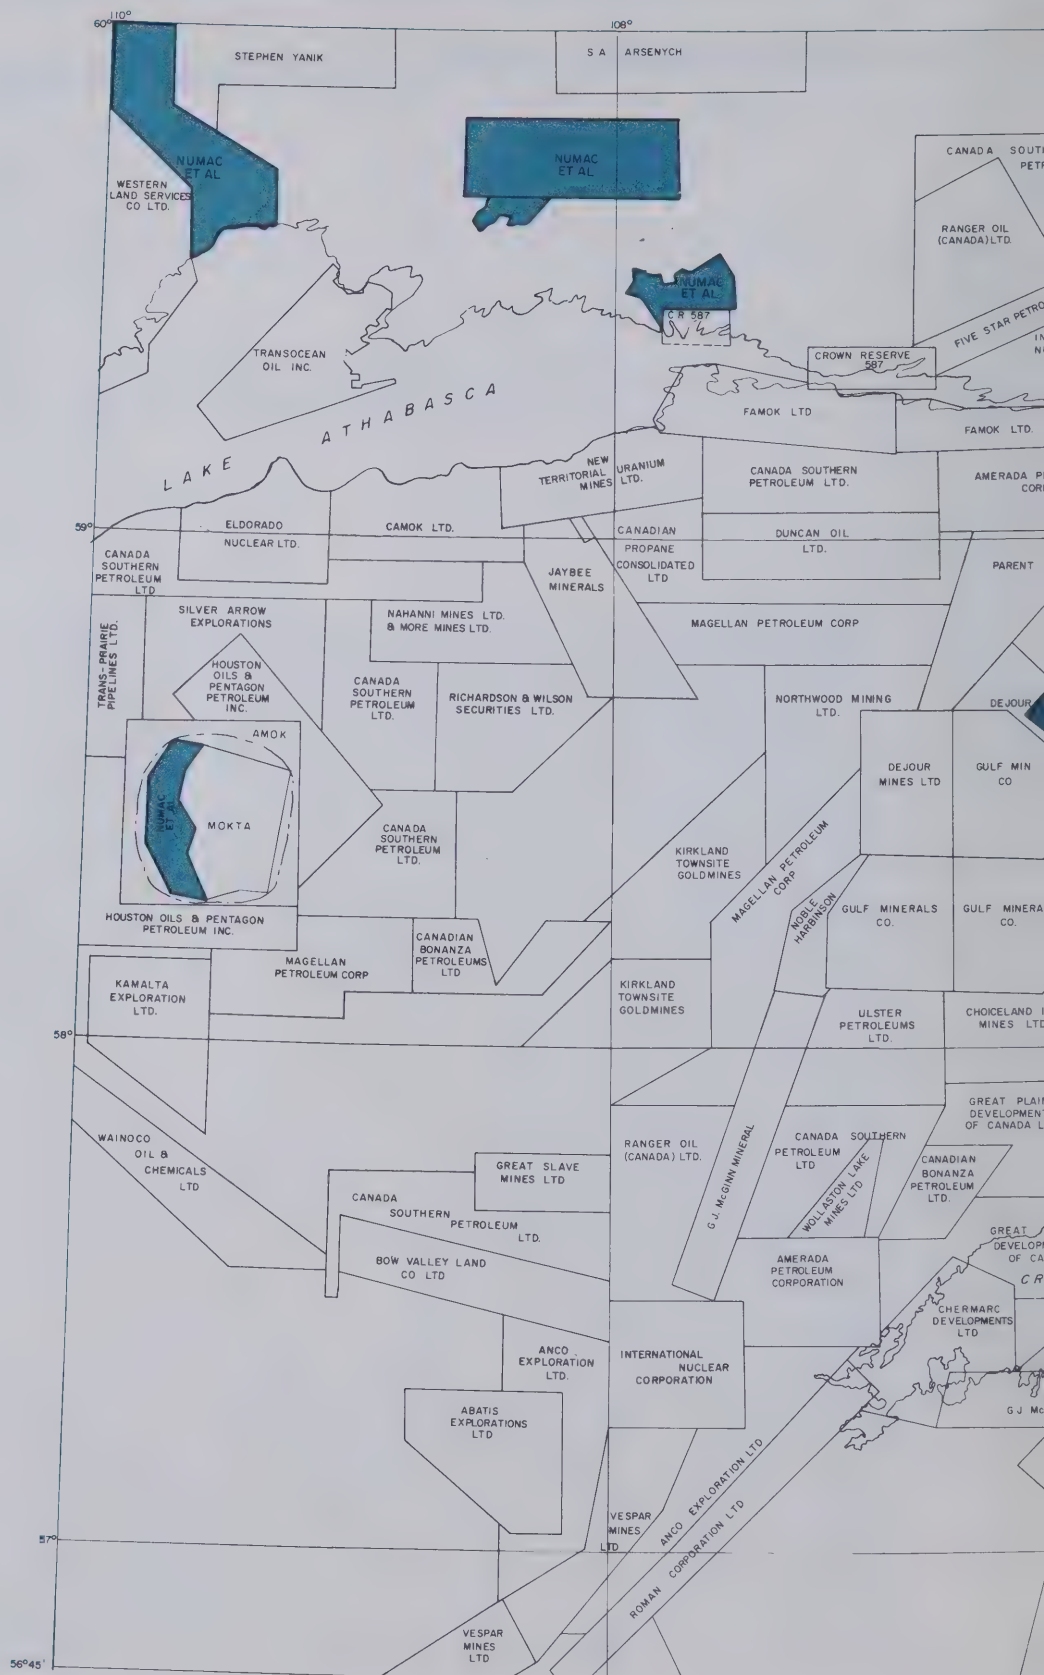 110°
60°
108°
STEPHEN YANIK
S A ARSENYCH
NUMAC
ET AL
NUMAC
ET AL
CANADA SOUTH
PETR
WESTERN
LAND SERVICES
CO LTD.
RANGER OIL
(CANADA) LTD.
NUMAC
ET AL
C R 587
FIVE STAR PETRO
IN
N
TRANSOCEAN
OIL INC.
CROWN RESERVE
587
LAKE ATHABASCA
FAMOK LTD
FAMOK LTD.
NEW
TERRITORIAL URANIUM
MINES LTD.
CANADA SOUTHERN
PETROLEUM LTD.
AMERADA P
COR
59°
ELDORADO
NUCLEAR LTD.
CAMOK LTD.
CANADIAN
PROPANE
CONSOLIDATED
LTD
DUNCAN OIL
LTD.
CANADA
SOUTHERN
PETROLEUM
LTD
JAYBEE
MINERALS
PARENT
TRANS-PRAIRIE
PIPELINES LTD.
SILVER ARROW
EXPLORATIONS
NAHANNI MINES LTD.
& MORE MINES LTD.
MAGELLAN PETROLEUM CORP
HOUSTON
OILS &
PENTAGON
PETROLEUM
INC.
CANADA
SOUTHERN
PETROLEUM
LTD.
RICHARDSON & WILSON
SECURITIES LTD.
NORTHWOOD MINING
LTD.
DEJOUR
AMOK
NUMAC
ET AL
MOKTA
DEJOUR
MINES LTD
GULF MIN
CO
CANADA
SOUTHERN
PETROLEUM
LTD.
KIRKLAND
TOWNSITE
GOLDMINES
MAGELLAN PETROLEUM
CORP
NOBLE
HARBINSON
GULF MINERALS
CO.
GULF MINERA
CO.
HOUSTON OILS & PENTAGON
PETROLEUM INC.
MAGELLAN
PETROLEUM CORP
CANADIAN
BONANZA
PETROLEUMS
LTD
KAMALTA
EXPLORATION
LTD.
KIRKLAND
TOWNSITE
GOLDMINES
ULSTER
PETROLEUMS
LTD.
CHOICELAND
MINES LTD
58°
GREAT PLAIN
DEVELOPMENT
OF CANADA L
WAINOCO
OIL &
CHEMICALS
LTD
RANGER OIL
(CANADA) LTD.
G.J. McGINN MINERAL
CANADA SOUTHERN
PETROLEUM
LTD
WOLLASTON LAKE
MINES LTD
CANADIAN
BONANZA
PETROLEUM
LTD.
GREAT SLAVE
MINES LTD
CANADA
SOUTHERN
PETROLEUM
LTD.
GREAT
DEVELOP
OF CA
BOW VALLEY LAND
CO LTD
AMERADA
PETROLEUM
CORPORATION
C R
CHERMARC
DEVELOPMENTS
LTD
ANCO
EXPLORATION
LTD.
INTERNATIONAL
NUCLEAR
CORPORATION
ABATIS
EXPLORATIONS
LTD
G J Mc
VESPAR
MINES
LTD
ANCO EXPLORATION LTD
ROMAN CORPORATION LTD
57°
VESPAR
MINES
LTD
56°45'